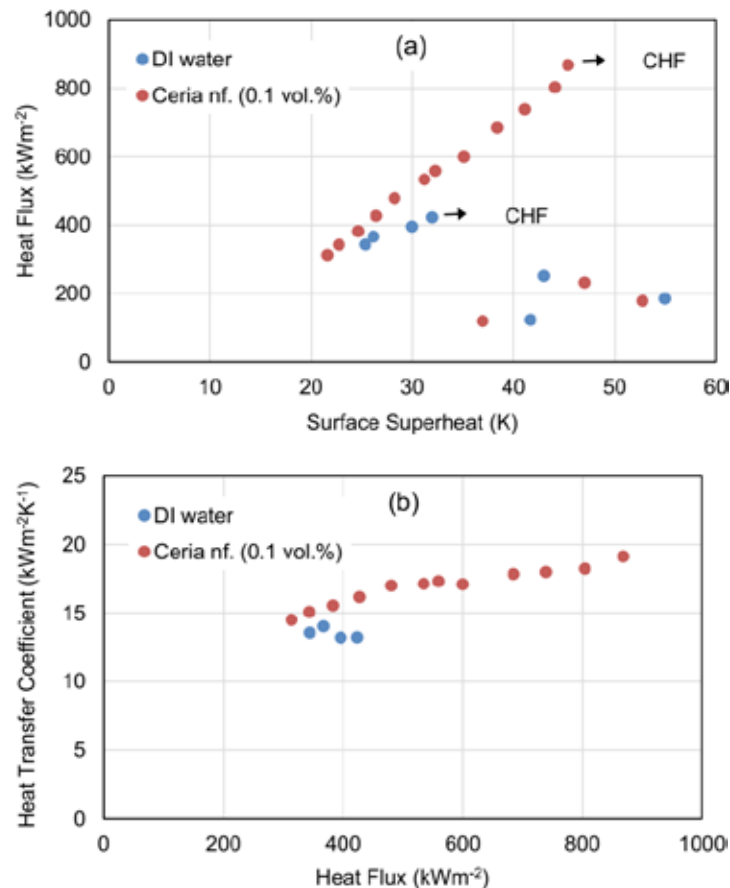 (a)
DI water
Ceria nf. (0.1 vol.%)
CHF
CHF
Heat Flux (kWm⁻²)
1000
800
600
400
200
0
0 10 20 30 40 50 60
Surface Superheat (K)
(b)
DI water
Ceria nf. (0.1 vol.%)
Heat Transfer Coefficient (kWm⁻²K⁻¹)
25
20
15
10
5
0
0 200 400 600 800 1000
Heat Flux (kWm⁻²)